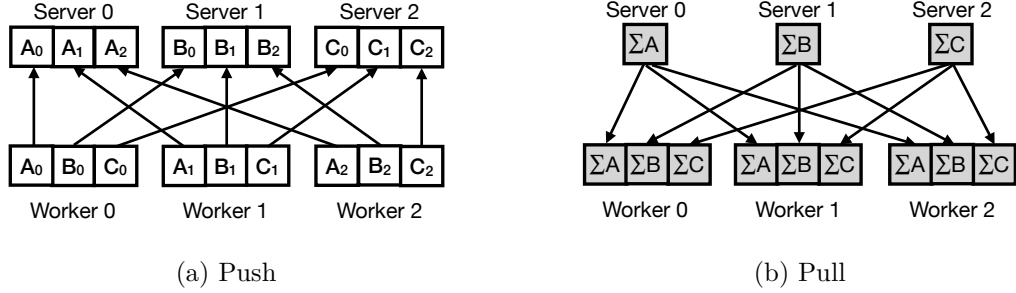 Server 0 Server 1 Server 2
A₀ A₁ A₂ B₀ B₁ B₂ C₀ C₁ C₂
A₀ B₀ C₀ A₁ B₁ C₁ A₂ B₂ C₂
Worker 0 Worker 1 Worker 2
(a) Push
Server 0 Server 1 Server 2
ΣA ΣB ΣC
ΣA ΣB ΣC ΣA ΣB ΣC ΣA ΣB ΣC
Worker 0 Worker 1 Worker 2
(b) Pull